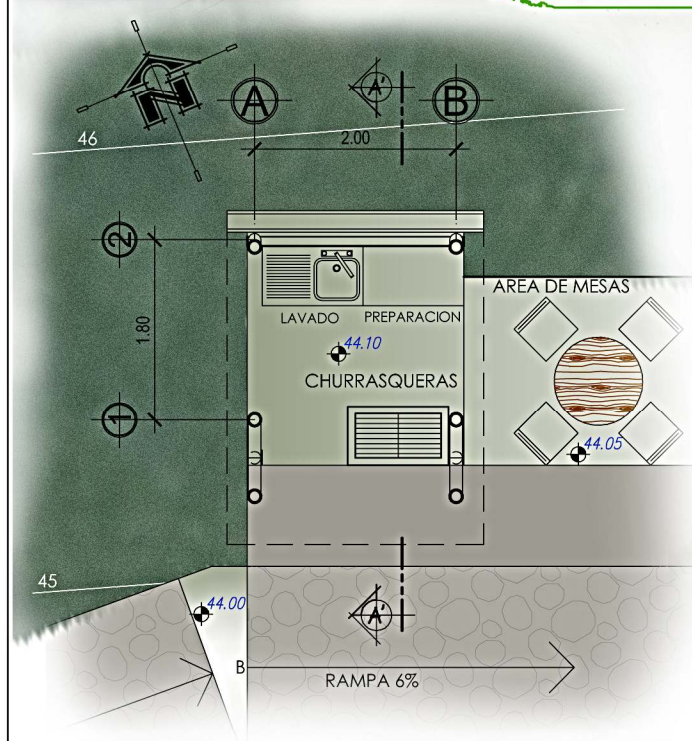 N
A
A'
B
46
2.00
2
AREA DE MESAS
LAVADO PREPARACION
1.80
44.10
CHURRASQUERAS
1
44.05
45
44.00
A'
B
RAMPA 6%